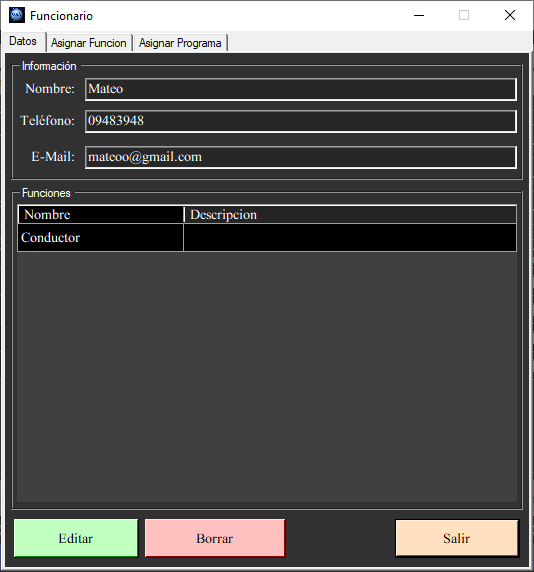 Funcionario
Datos Asignar Funcion Asignar Programa
Información
Nombre: Mateo
Teléfono: 09483948
E-Mail: mateoo@gmail.com
Funciones
Nombre Descripcion
Conductor
Editar Borrar Salir